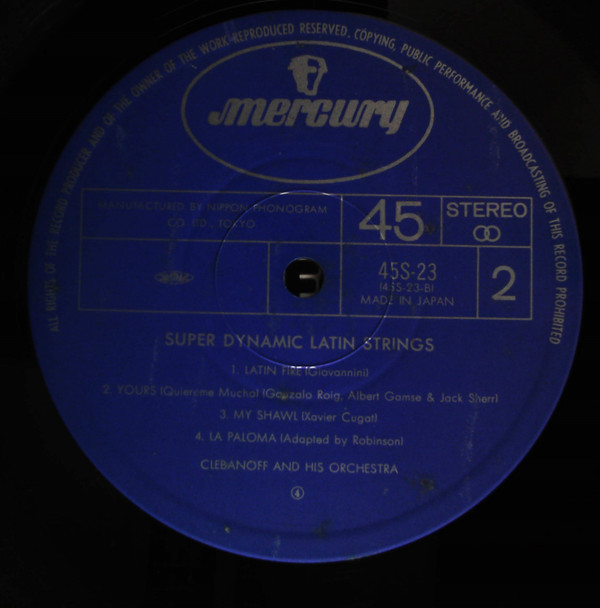 ALL RIGHTS OF THE RECORD PRODUCER AND OF THE OWNER OF THE WORK REPRODUCED RESERVED. COPYING, PUBLIC PERFORMANCE AND BROADCASTING OF THIS RECORD PROHIBITED
mercury
MANUFACTURED BY NIPPON PHONOGRAM
CO. LTD., TOKYO
45
STEREO
45S-23
(45S-23-B)
MADE IN JAPAN
2
SUPER DYNAMIC LATIN STRINGS
1. LATIN FIRE (Giovannini)
2. YOURS (Quiereme Mucho) (Gonzalo Roig, Albert Gamse & Jack Sherr)
3. MY SHAWL (Xavier Cugat)
4. LA PALOMA (Adapted by Robinson)
CLEBANOFF AND HIS ORCHESTRA
④